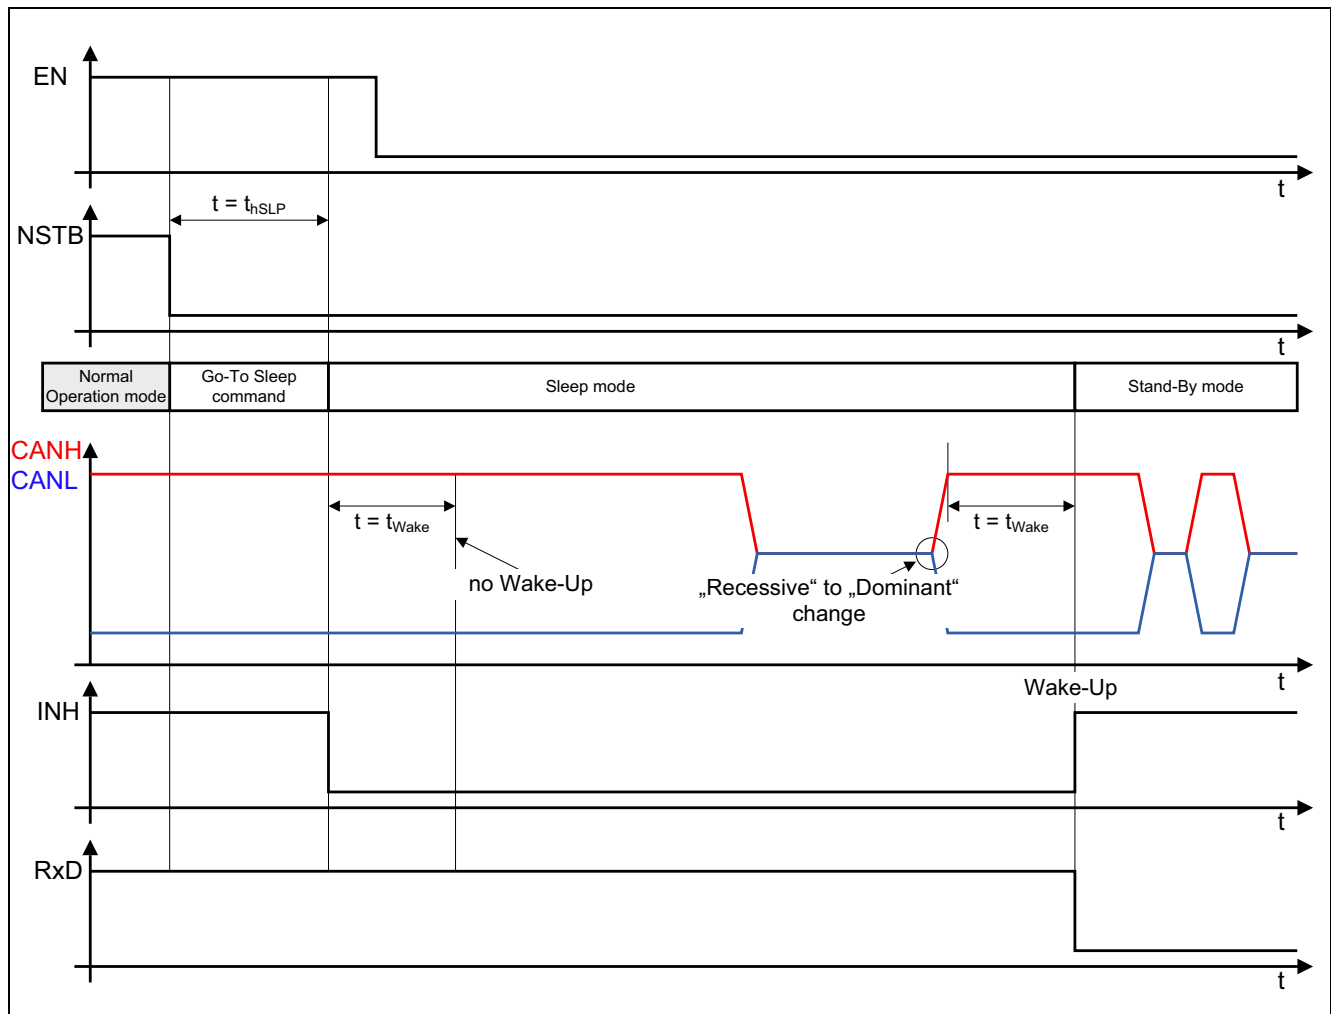 EN
t
t = thSLP
NSTB
t
Normal
Operation mode
Go-To Sleep
command
Sleep mode
Stand-By mode
CANH
CANL
t = tWake
t = tWake
no Wake-Up
„Recessive“ to „Dominant“
change
t
Wake-Up
INH
t
RxD
t